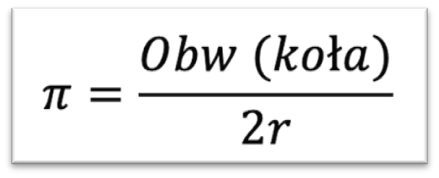 π = Obw (koła) / 2r